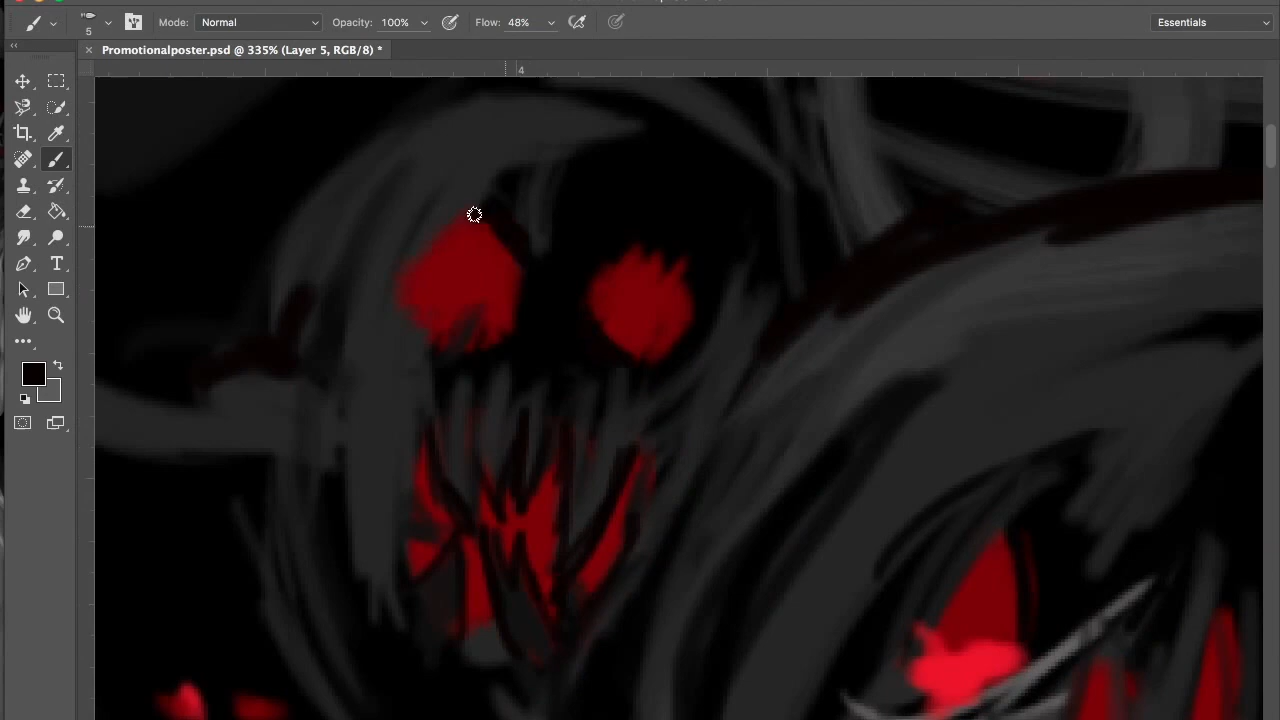 5
Mode: Normal
Opacity: 100%
Flow: 48%
Essentials
Promotionalposter.psd @ 335% (Layer 5, RGB/8) *
4
T